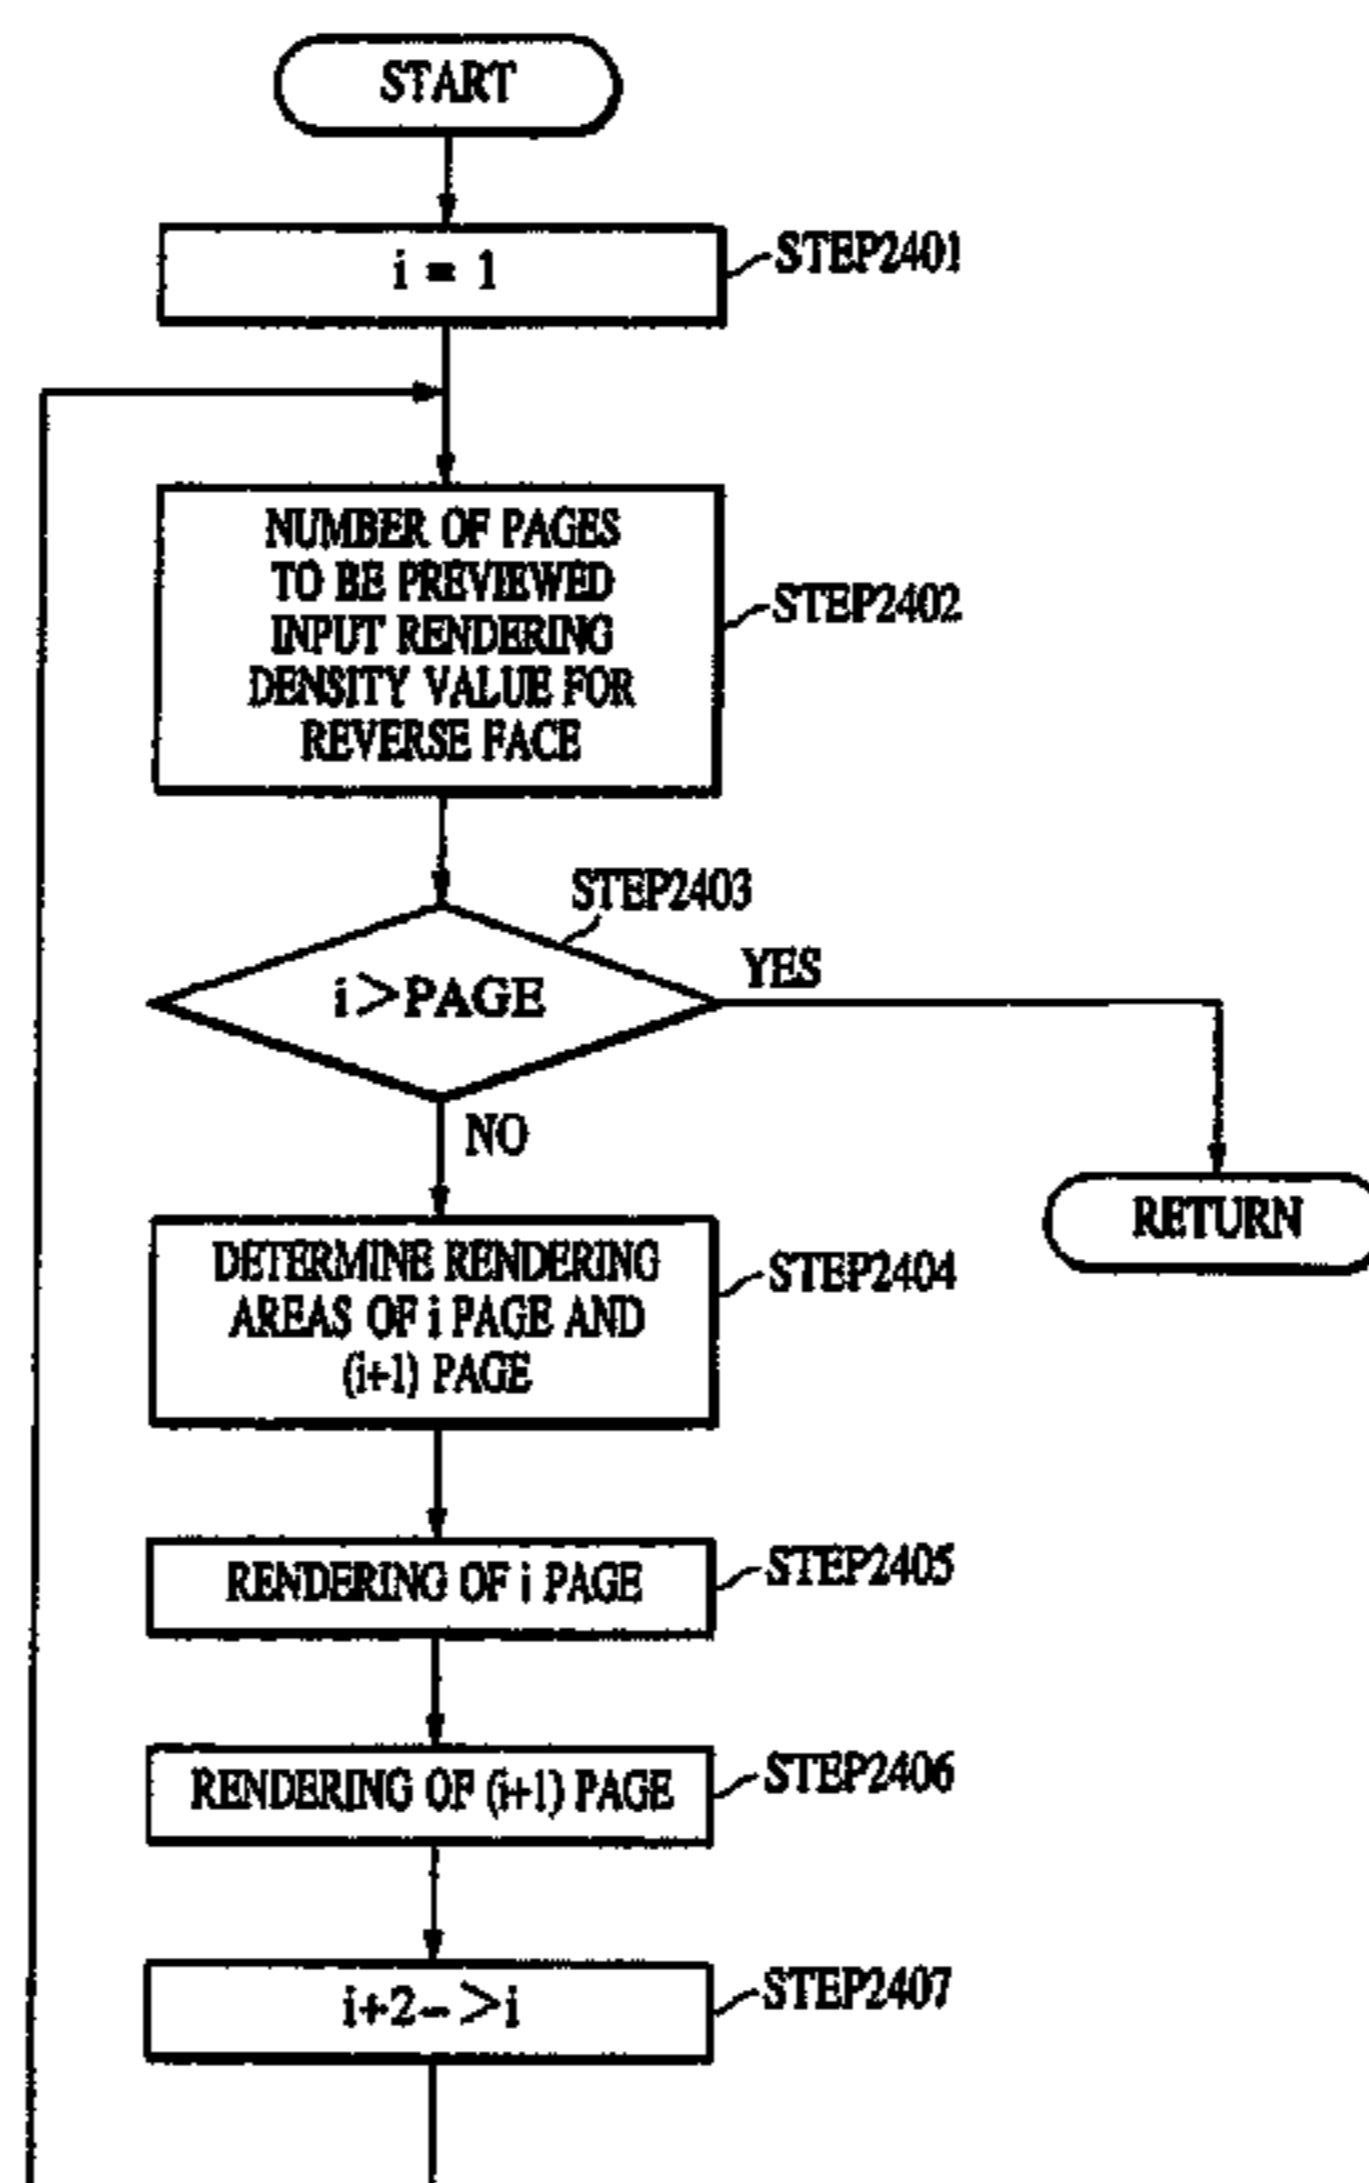 START
i = 1
STEP2401
NUMBER OF PAGES
TO BE PREVIEWED
INPUT RENDERING
DENSITY VALUE FOR
REVERSE FACE
STEP2402
STEP2403
i>PAGE
YES
NO
RETURN
DETERMINE RENDERING
AREAS OF i PAGE AND
(i+1) PAGE
STEP2404
RENDERING OF i PAGE
STEP2405
RENDERING OF (i+1) PAGE
STEP2406
i+2-->i
STEP2407